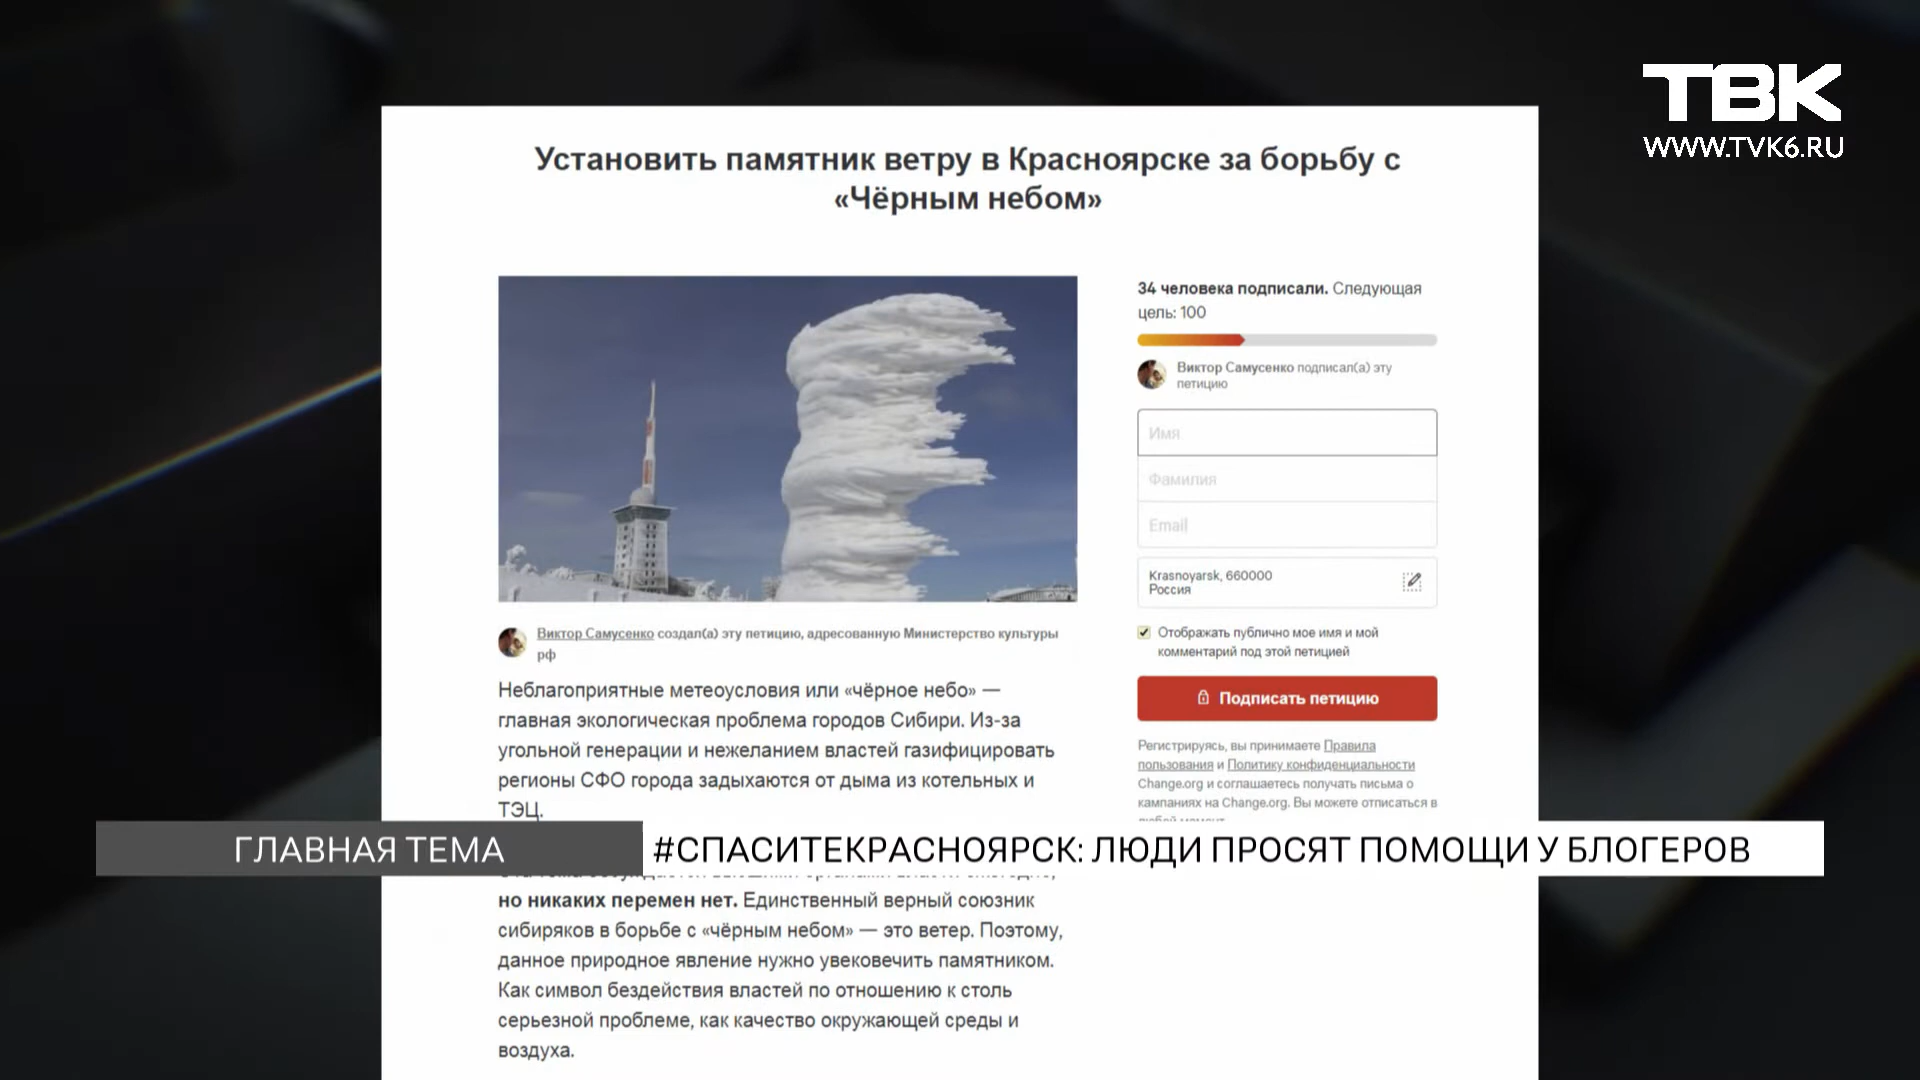 ТВК
WWW.TVK6.RU
Установить памятник ветру в Красноярске за борьбу с
«Чёрным небом»
34 человека подписали. Следующая
цель: 100
Виктор Самусенко подписал(а) эту
петицию
Имя
Фамилия
Email
Krasnoyarsk, 660000
Россия
Отображать публично мое имя и мой
комментарий под этой петицией
Подписать петицию
Регистрируясь, вы принимаете Правила
пользования и Политику конфиденциальности
Change.org и соглашаетесь получать письма о
кампаниях на Change.org. Вы можете отписаться в
Виктор Самусенко создал(а) эту петицию, адресованную Министерство культуры
рф
Неблагоприятные метеоусловия или «чёрное небо» —
главная экологическая проблема городов Сибири. Из-за
угольной генерации и нежеланием властей газифицировать
регионы СФО города задыхаются от дыма из котельных и
ТЭЦ.
ГЛАВНАЯ ТЕМА
#СПАСИТЕКРАСНОЯРСК: ЛЮДИ ПРОСЯТ ПОМОЩИ У БЛОГЕРОВ
но никаких перемен нет. Единственный верный союзник
сибиряков в борьбе с «чёрным небом» — это ветер. Поэтому,
данное природное явление нужно увековечить памятником.
Как символ бездействия властей по отношению к столь
серьезной проблеме, как качество окружающей среды и
воздуха.